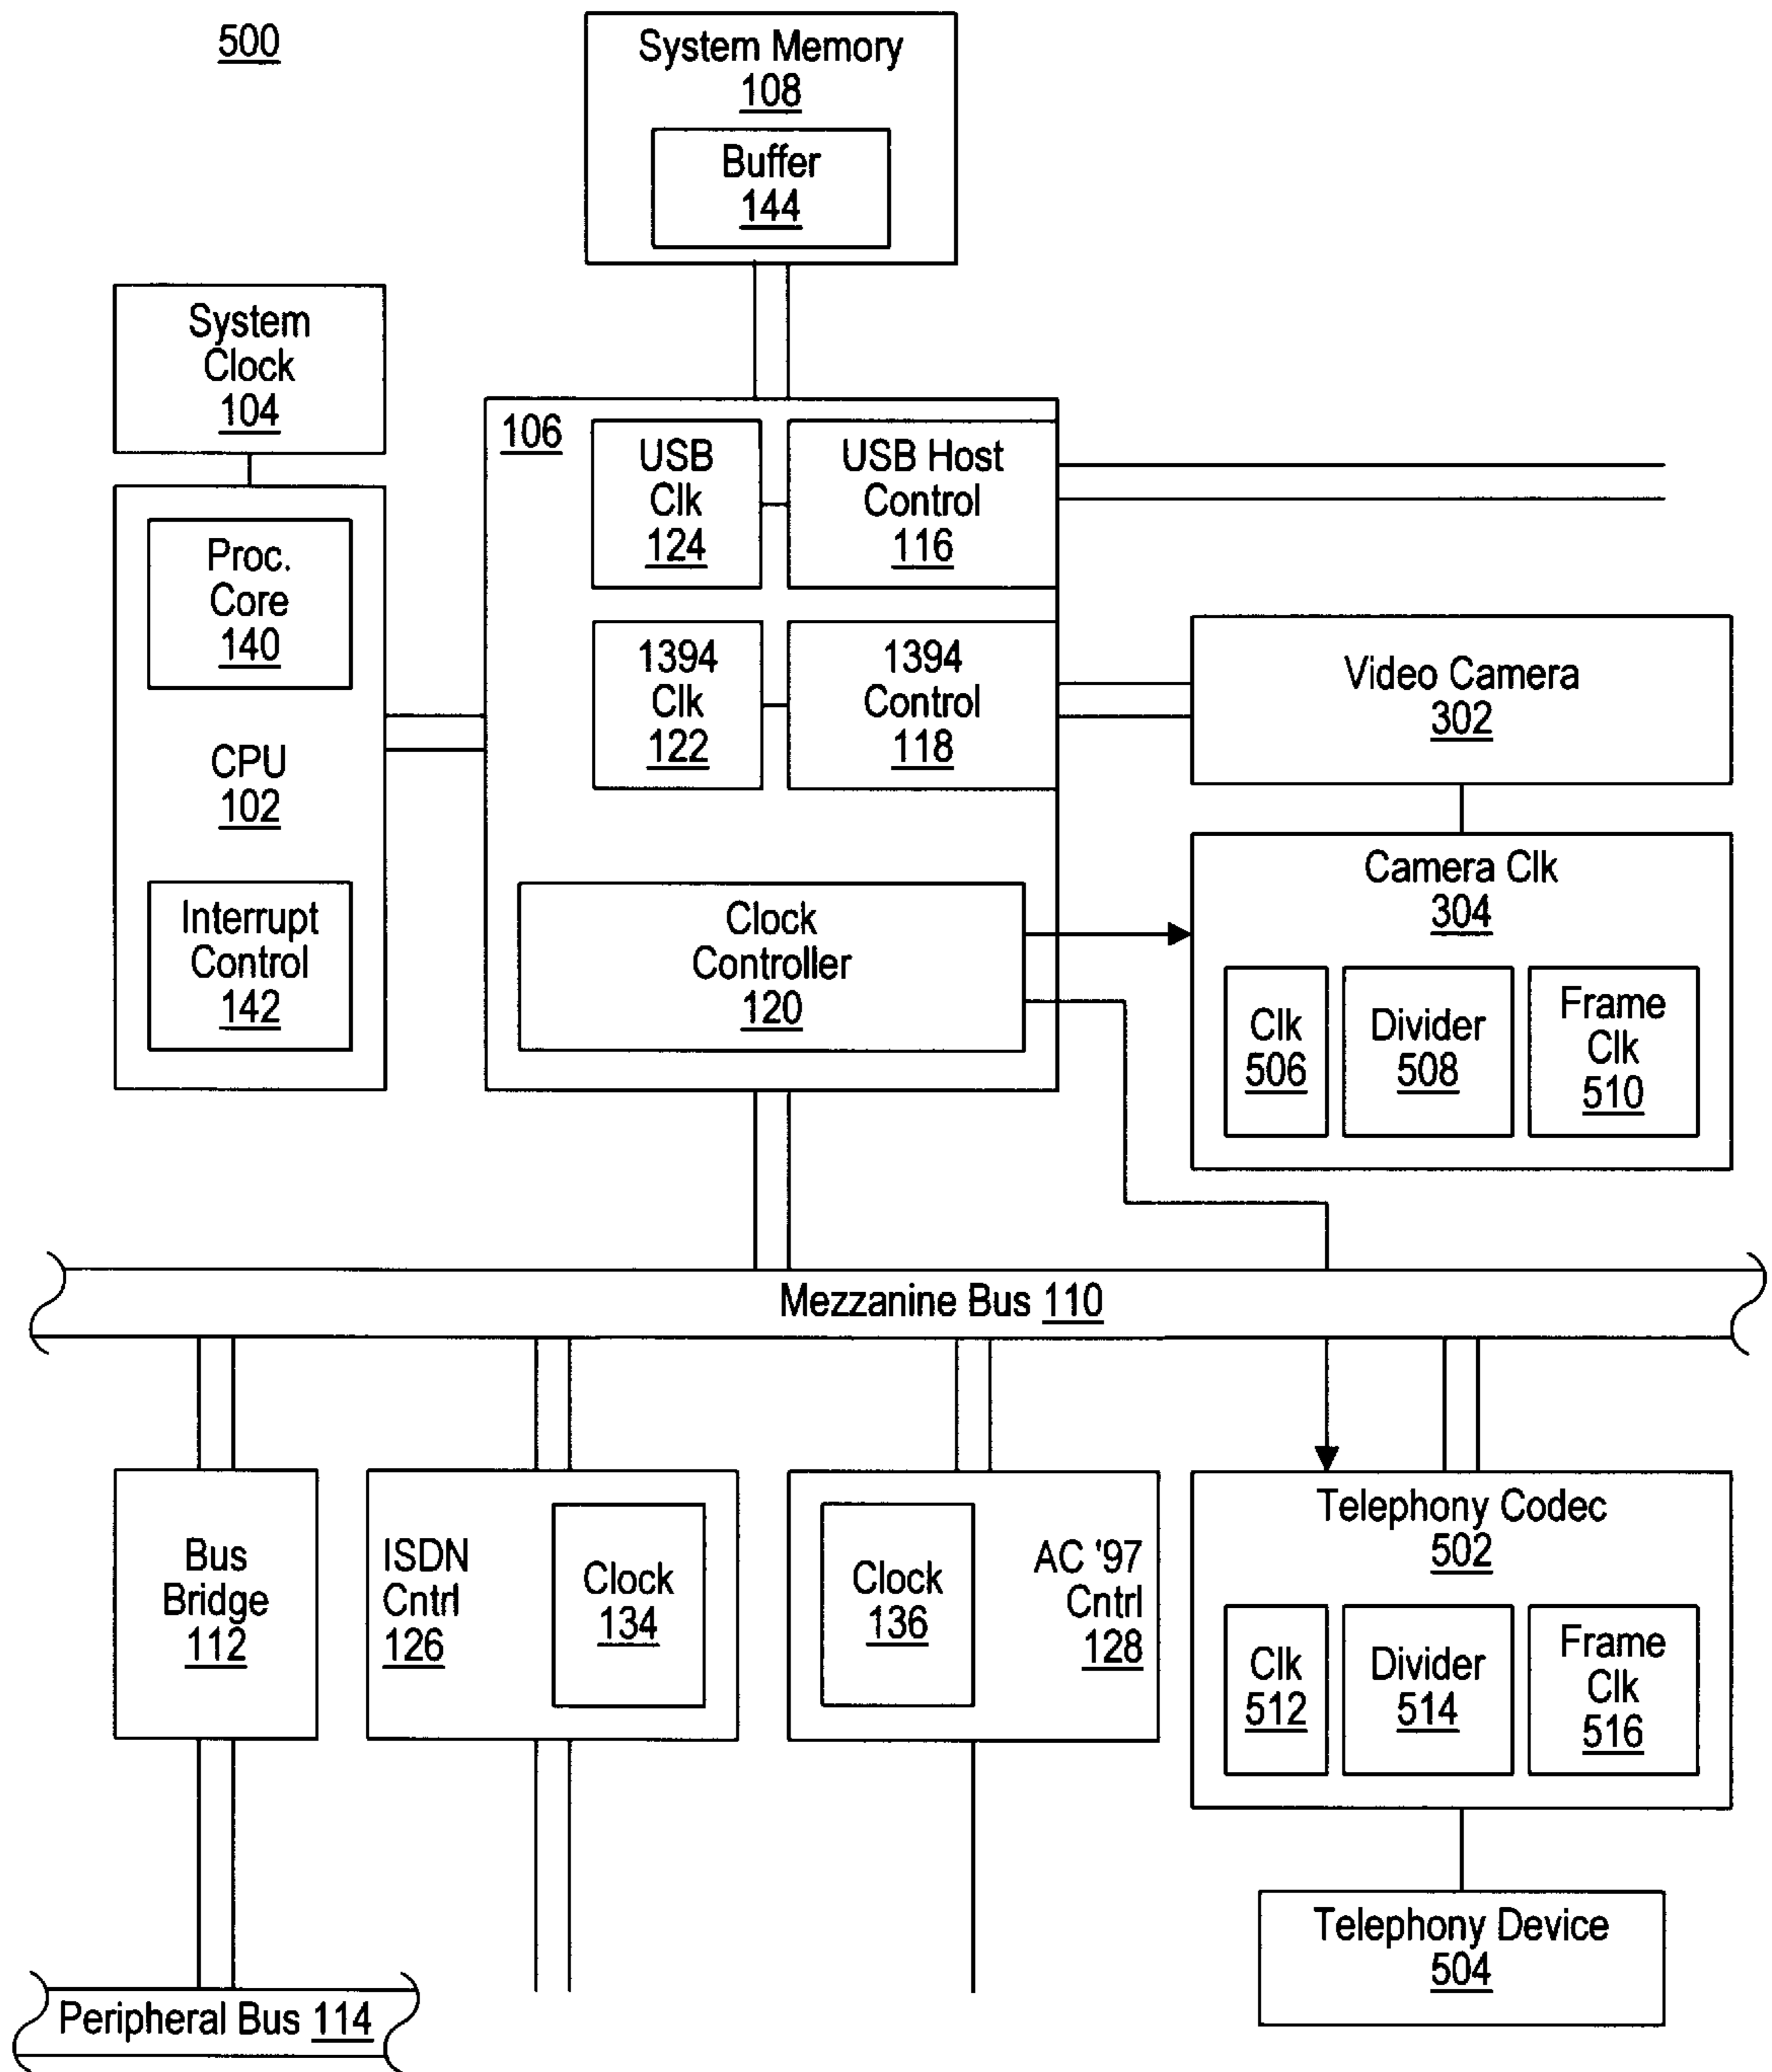 500
System Memory
108
Buffer
144
System
Clock
104
Proc.
Core
140
CPU
102
Interrupt
Control
142
106
USB
Clk
124
USB Host
Control
116
1394
Clk
122
1394
Control
118
Clock
Controller
120
Video Camera
302
Camera Clk
304
Clk
506
Divider
508
Frame
Clk
510
Mezzanine Bus 110
Bus
Bridge
112
ISDN
Cntrl
126
Clock
134
Clock
136
AC '97
Cntrl
128
Telephony Codec
502
Clk
512
Divider
514
Frame
Clk
516
Telephony Device
504
Peripheral Bus 114